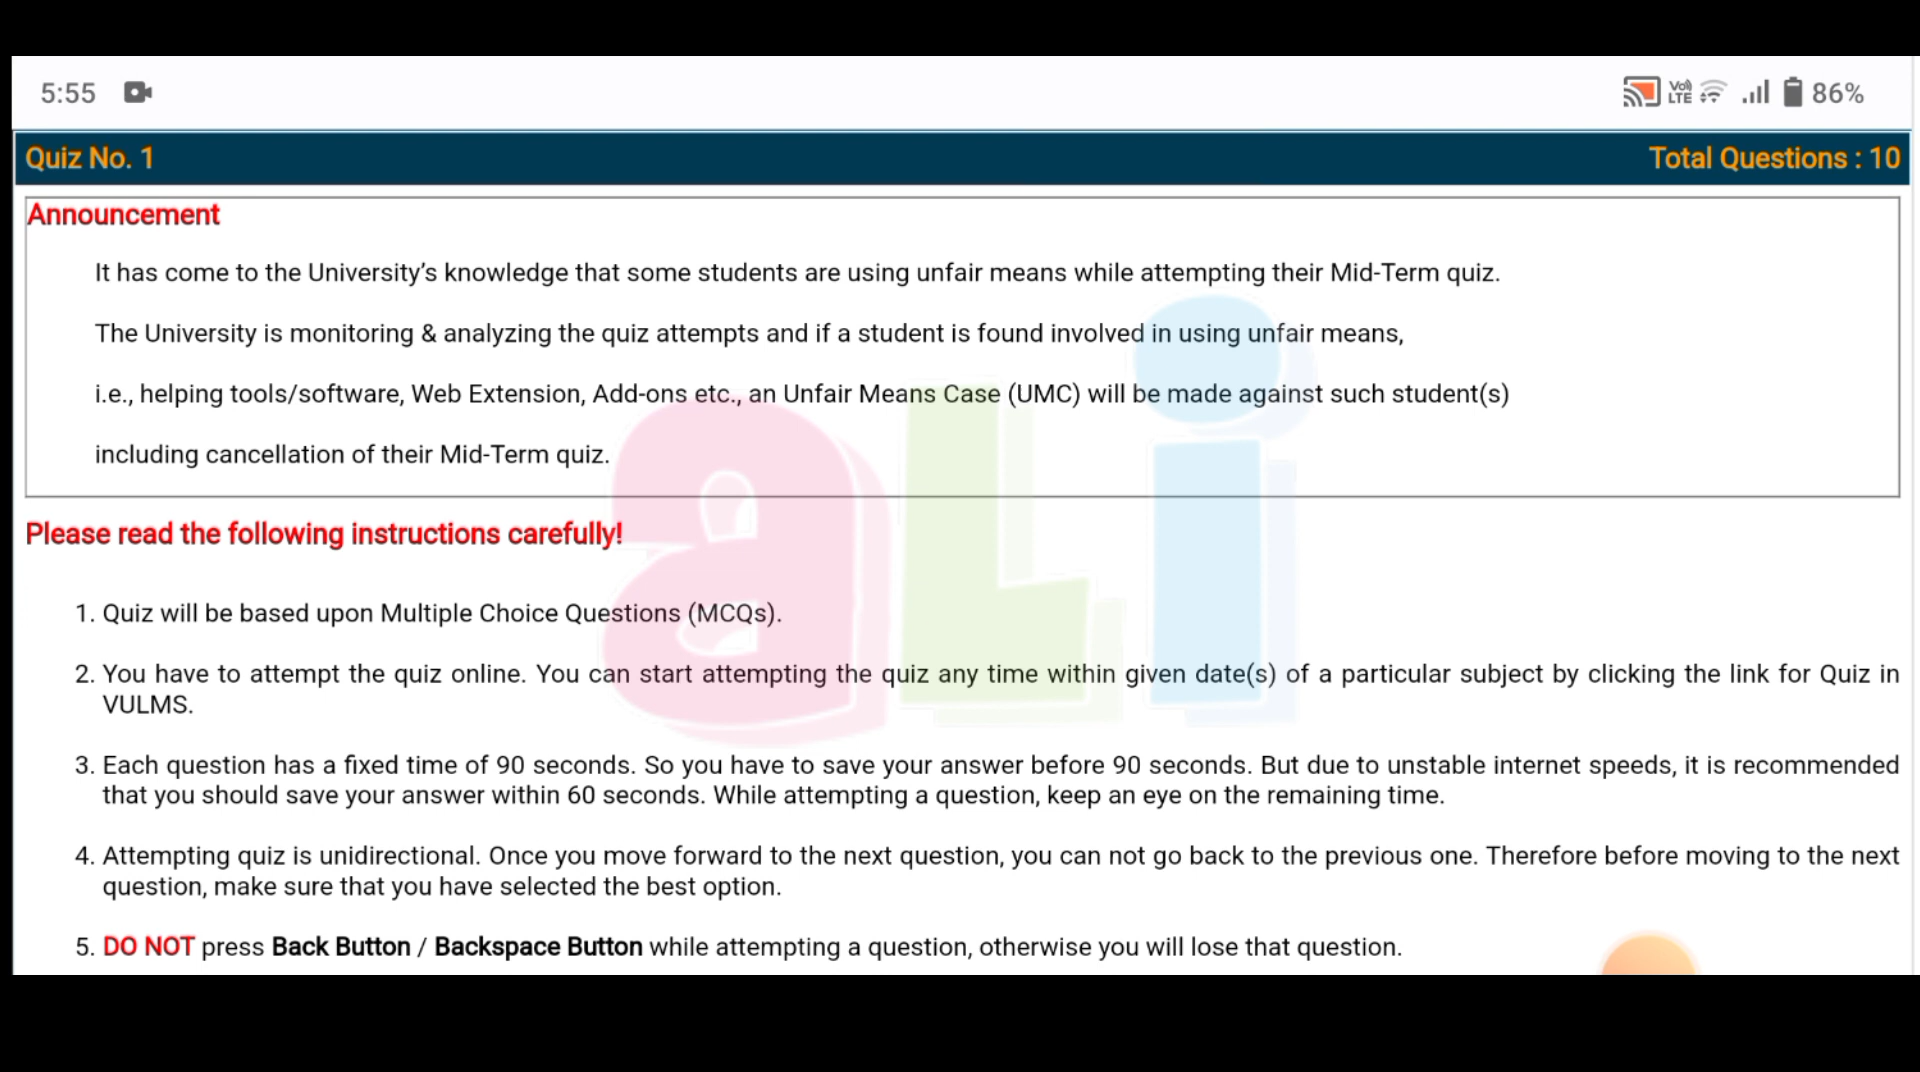 5:55
Vo)) LTE 86%
Quiz No. 1 Total Questions : 10
Announcement
It has come to the University’s knowledge that some students are using unfair means while attempting their Mid-Term quiz.
The University is monitoring & analyzing the quiz attempts and if a student is found involved in using unfair means,
i.e., helping tools/software, Web Extension, Add-ons etc., an Unfair Means Case (UMC) will be made against such student(s)
including cancellation of their Mid-Term quiz.
aLi
Please read the following instructions carefully!
1. Quiz will be based upon Multiple Choice Questions (MCQs).
2. You have to attempt the quiz online. You can start attempting the quiz any time within given date(s) of a particular subject by clicking the link for Quiz in
VULMS.
3. Each question has a fixed time of 90 seconds. So you have to save your answer before 90 seconds. But due to unstable internet speeds, it is recommended
that you should save your answer within 60 seconds. While attempting a question, keep an eye on the remaining time.
4. Attempting quiz is unidirectional. Once you move forward to the next question, you can not go back to the previous one. Therefore before moving to the next
question, make sure that you have selected the best option.
5. DO NOT press Back Button / Backspace Button while attempting a question, otherwise you will lose that question.